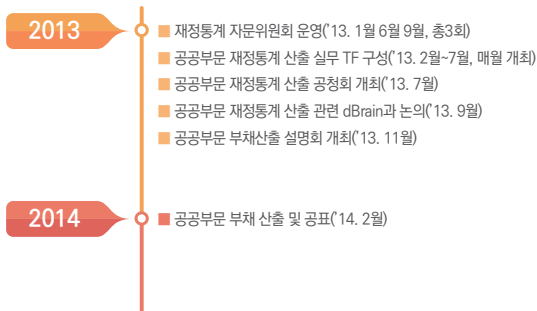 2013
■ 재정통계 자문위원회 운영('13. 1월 6월 9월, 총3회)
■ 공공부문 재정통계 산출 실무 TF 구성('13. 2월~7월, 매월 개최)
■ 공공부문 재정통계 산출 공청회 개최('13. 7월)
■ 공공부문 재정통계 산출 관련 dBrain과 논의('13. 9월)
■ 공공부문 부채산출 설명회 개최('13. 11월)
2014
■ 공공부문 부채 산출 및 공표('14. 2월)